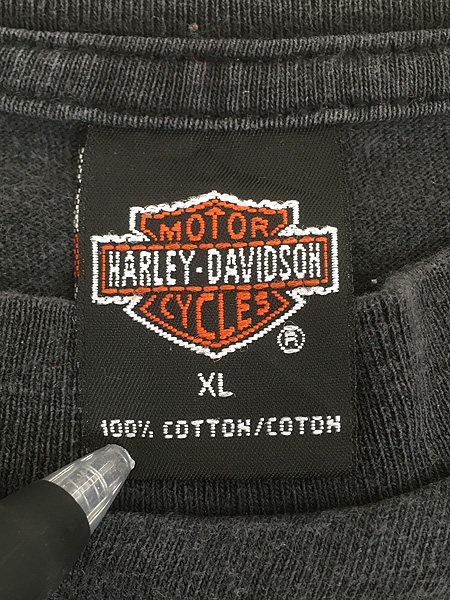 MOTOR
HARLEY-DAVIDSON
CYCLES
®
XL
100% COTTON/COTON